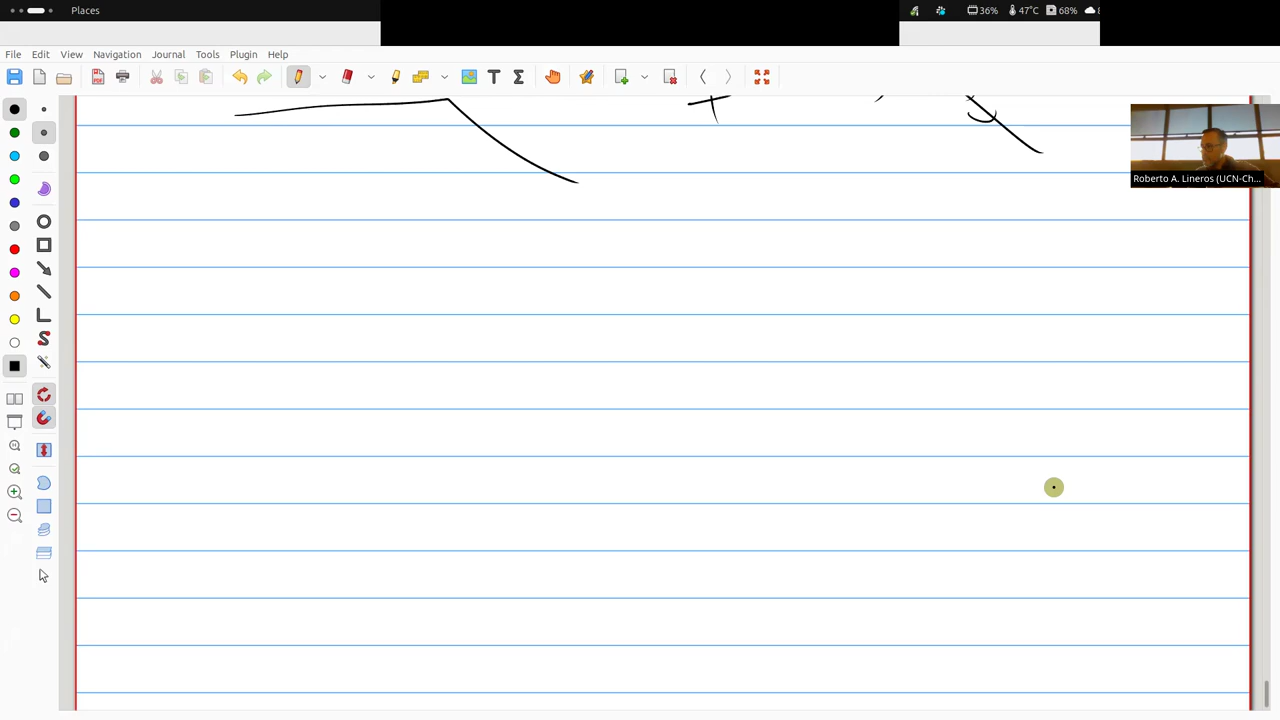 Places
36%
47°C
68%
File Edit View Navigation Journal Tools Plugin Help
T Σ
Roberto A. Lineros (UCN-Ch...